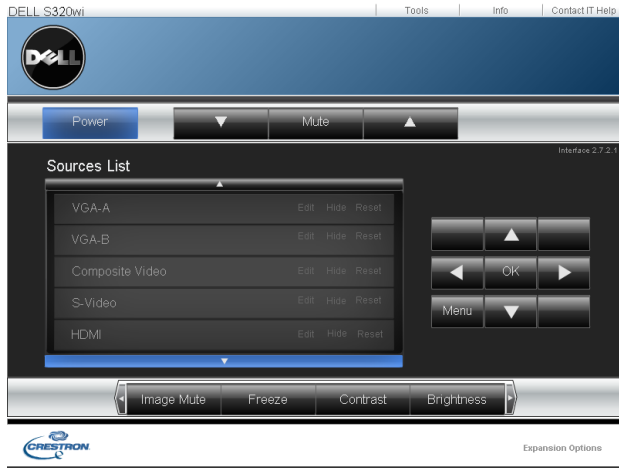 DELL S320wi
Tools Info Contact IT Help
DELL
Power Mute
Interface 2.7.2.1
Sources List
VGA-A Edit Hide Reset
VGA-B Edit Hide Reset
Composite Video Edit Hide Reset
S-Video Edit Hide Reset
HDMI Edit Hide Reset
OK
Menu
Image Mute Freeze Contrast Brightness
CRESTRON
Expansion Options